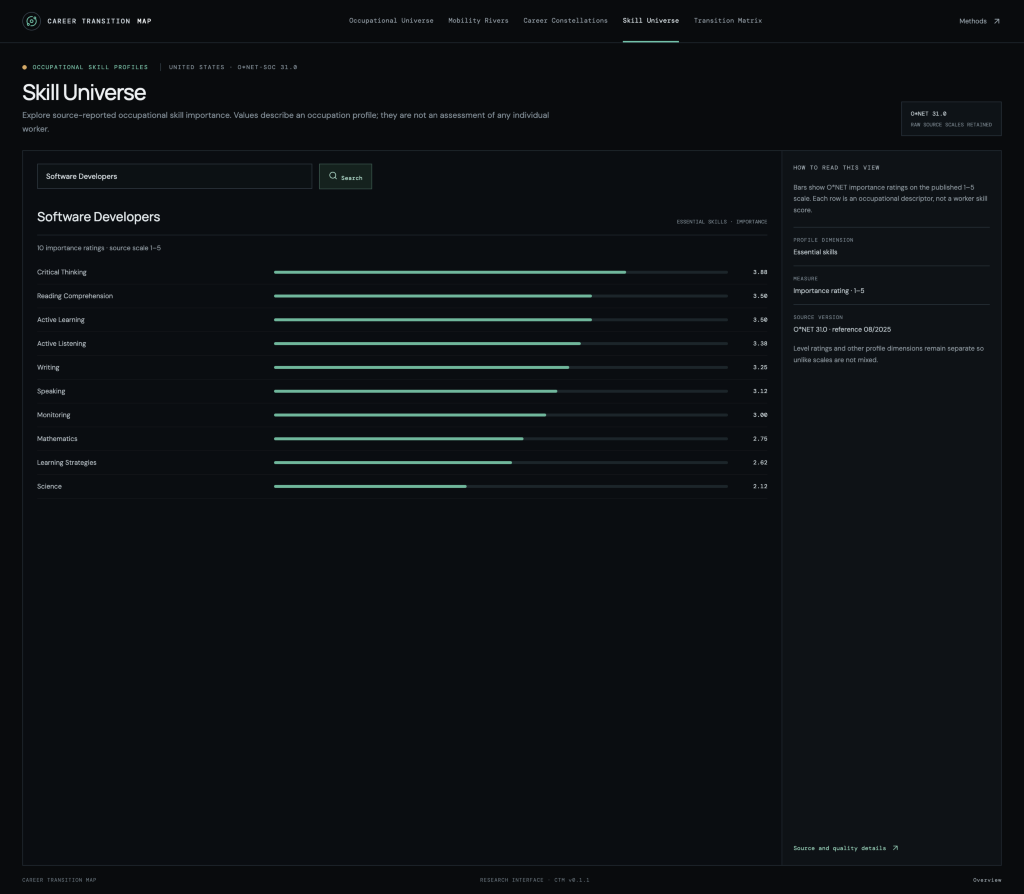 CAREER TRANSITION MAP
Occupational Universe
Mobility Rivers
Career Constellations
Skill Universe
Transition Matrix
Methods
OCCUPATIONAL SKILL PROFILES
UNITED STATES · O*NET-SOC 31.0
Skill Universe
Explore source-reported occupational skill importance. Values describe an occupation profile; they are not an assessment of any individual
worker.
O*NET 31.0
RAW SOURCE SCALES RETAINED
Software Developers
Search
Software Developers
ESSENTIAL SKILLS · IMPORTANCE
10 importance ratings · source scale 1–5
Critical Thinking 3.88
Reading Comprehension 3.50
Active Learning 3.50
Active Listening 3.38
Writing 3.25
Speaking 3.12
Monitoring 3.00
Mathematics 2.75
Learning Strategies 2.62
Science 2.12
HOW TO READ THIS VIEW
Bars show O*NET importance ratings on the published 1–5
scale. Each row is an occupational descriptor, not a worker skill
score.
PROFILE DIMENSION
Essential skills
MEASURE
Importance rating · 1–5
SOURCE VERSION
O*NET 31.0 · reference 08/2025
Level ratings and other profile dimensions remain separate so
unlike scales are not mixed.
Source and quality details
CAREER TRANSITION MAP
RESEARCH INTERFACE · CTM v0.1.1
Overview